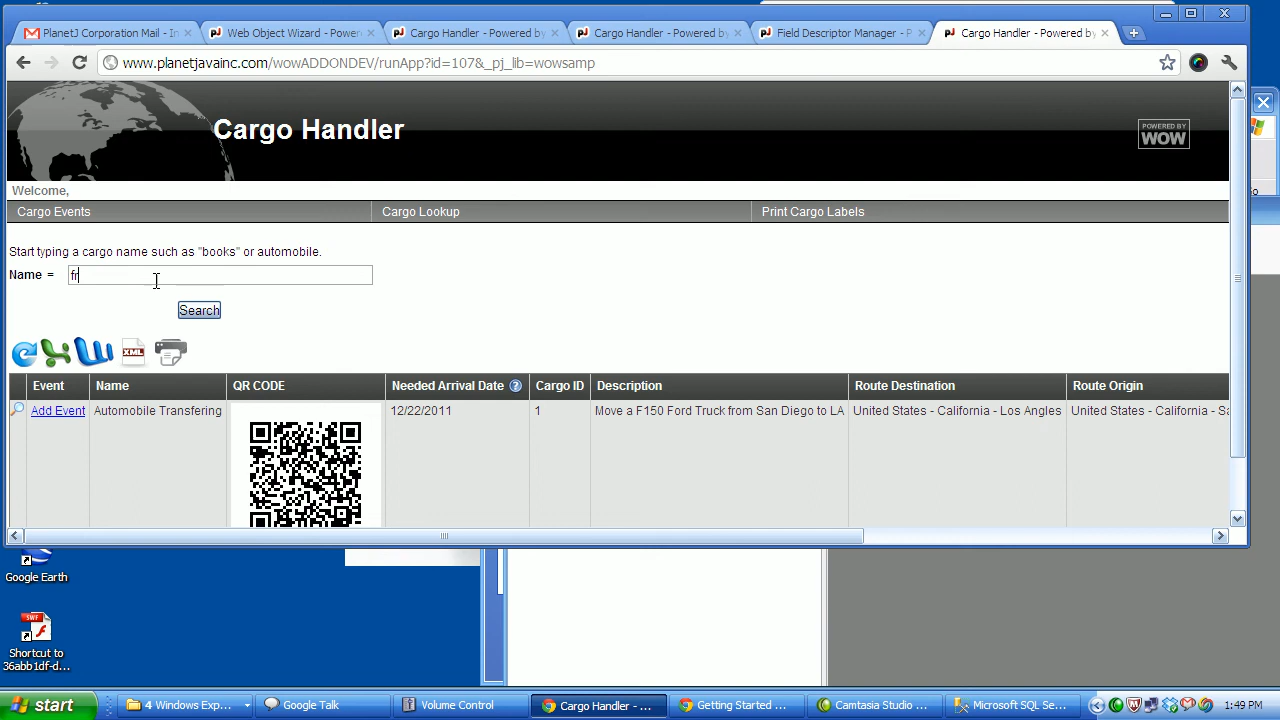 PlanetJ Corporation Mail - In
Web Object Wizard - Power
Cargo Handler - Powered by
Cargo Handler - Powered by
Field Descriptor Manager - P
Cargo Handler - Powered by
www.planetjavainc.com/wowADDONDEV/runApp?id=107&_pj_lib=wowsamp
Cargo Handler
POWERED BY
WOW
Welcome,
Cargo Events
Cargo Lookup
Print Cargo Labels
Start typing a cargo name such as "books" or automobile.
Name = fr
Search
XML
Event
Name
QR CODE
Needed Arrival Date
Cargo ID
Description
Route Destination
Route Origin
Add Event
Automobile Transfering
12/22/2011
1
Move a F150 Ford Truck from San Diego to LA
United States - California - Los Angles
United States - California - Sa
Google Earth
SWF
Shortcut to
36abb1df-d...
start
4 Windows Exp...
Google Talk
Volume Control
Cargo Handler - ...
Getting Started ...
Camtasia Studio ...
Microsoft SQL Se...
1:49 PM